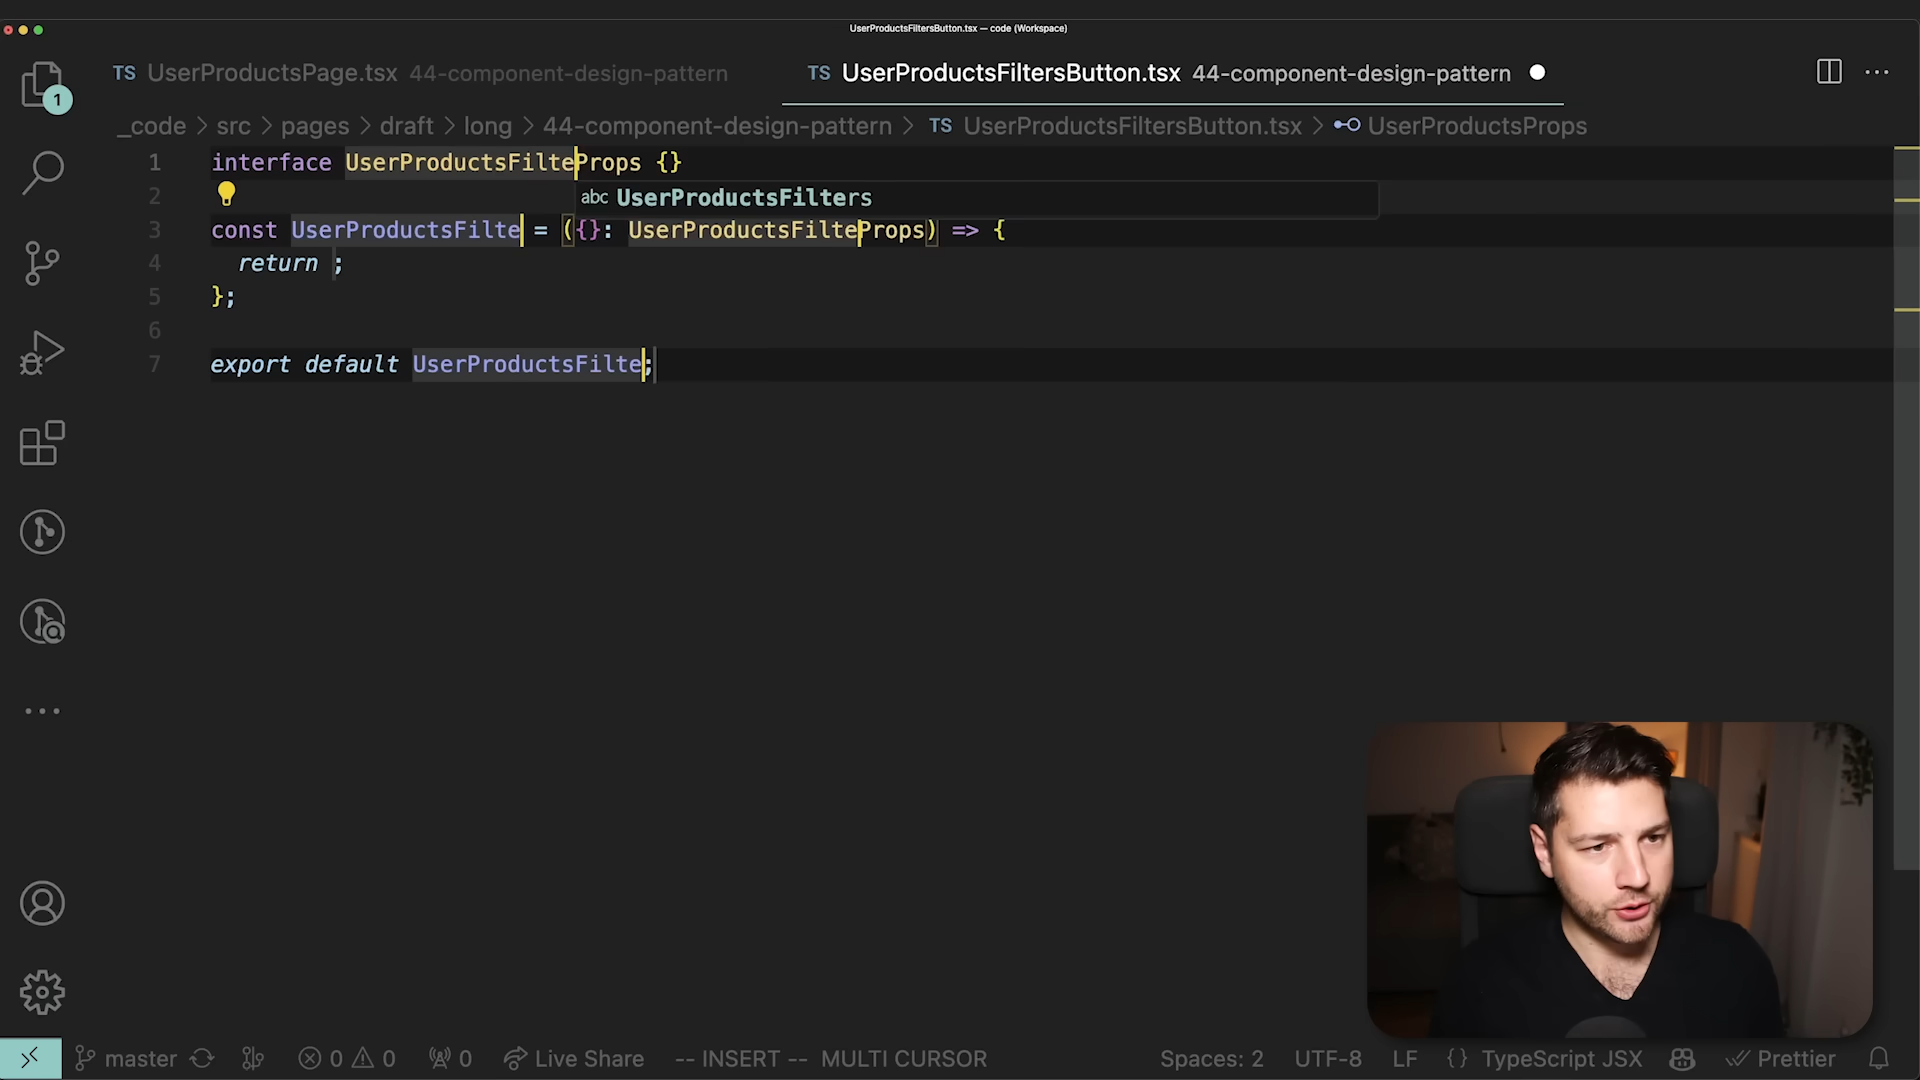 UserProductsFiltersButton.tsx — code (Workspace)
TS UserProductsPage.tsx 44-component-design-pattern
TS UserProductsFiltersButton.tsx 44-component-design-pattern
_code > src > pages > draft > long > 44-component-design-pattern > TS UserProductsFiltersButton.tsx > UserProductsProps
1
1 interface UserProductsFilteProps {}
2
abc UserProductsFilters
3 const UserProductsFilte = ({}: UserProductsFilteProps) => {
4 return ;
5 };
6
7 export default UserProductsFilte;
master 0 0 0 Live Share -- INSERT -- MULTI CURSOR Spaces: 2 UTF-8 LF {} TypeScript JSX Prettier